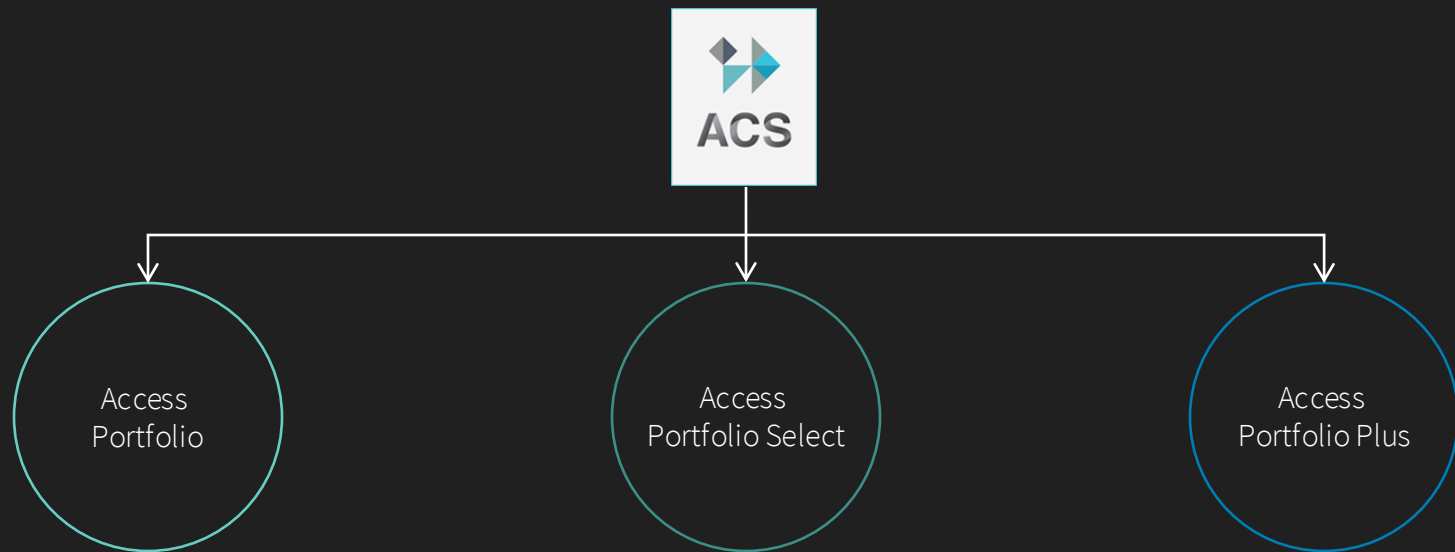 ACS
Access
Portfolio
Access
Portfolio Select
Access
Portfolio Plus